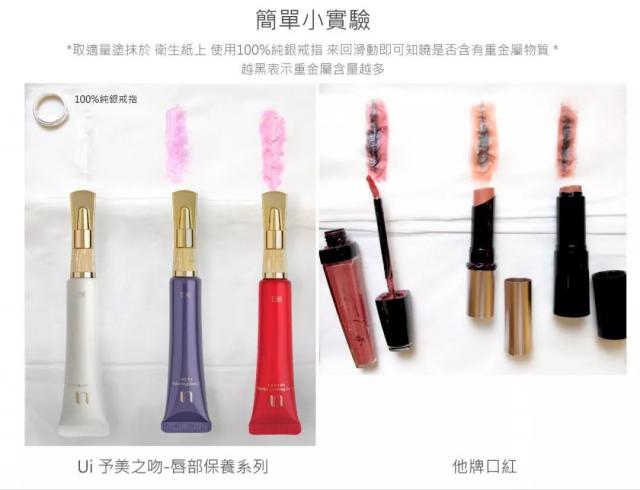 簡單小實驗
*取適量塗抹於 衛生紙上 使用100%純銀戒指 來回滑動即可知曉是否含有重金屬物質 *
越黑表示重金屬含量越多
100%純銀戒指
Ui
Ui
Ui 予美之吻-唇部保養系列
他牌口紅